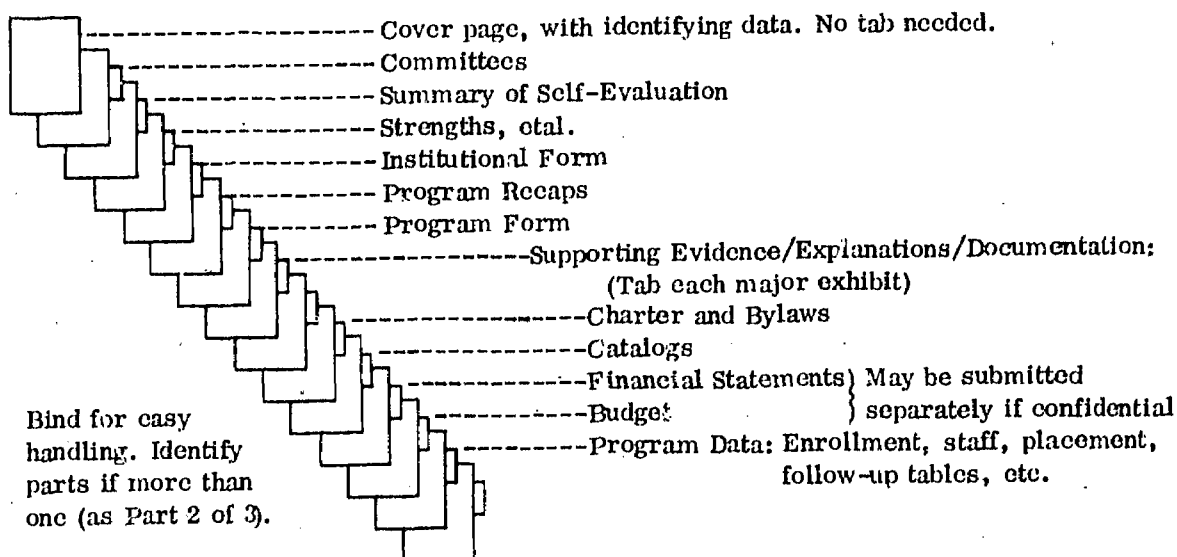 Cover page, with identifying data. No tab needed.
Committees
Summary of Self-Evaluation
Strengths, etal.
Institutional Form
Program Recaps
Program Form
Supporting Evidence/Explanations/Documentation:
(Tab each major exhibit)
Charter and Bylaws
Catalogs
Financial Statements) May be submitted
Budget } separately if confidential
Program Data: Enrollment, staff, placement,
follow-up tables, etc.
Bind for easy
handling. Identify
parts if more than
one (as Part 2 of 3).